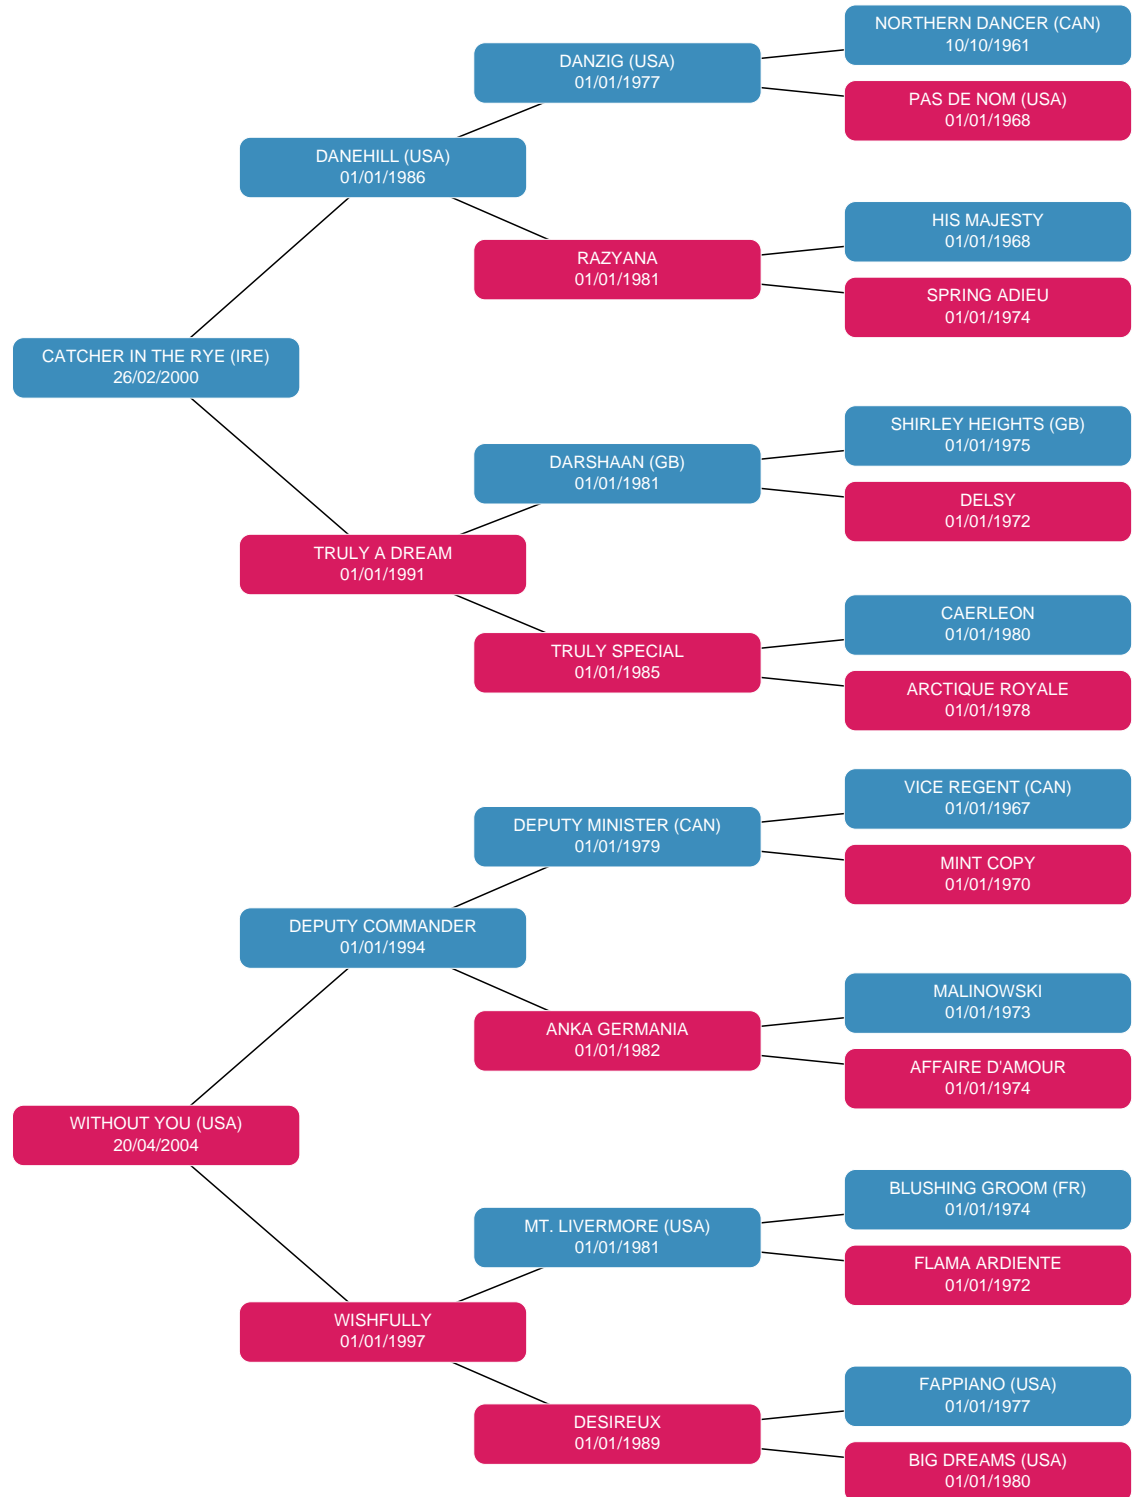 NORTHERN DANCER (CAN)
10/10/1961
DANZIG (USA)
01/01/1977
PAS DE NOM (USA)
01/01/1968
DANEHILL (USA)
01/01/1986
HIS MAJESTY
01/01/1968
RAZYANA
01/01/1981
SPRING ADIEU
01/01/1974
CATCHER IN THE RYE (IRE)
26/02/2000
SHIRLEY HEIGHTS (GB)
01/01/1975
DARSHAAN (GB)
01/01/1981
DELSY
01/01/1972
TRULY A DREAM
01/01/1991
CAERLEON
01/01/1980
TRULY SPECIAL
01/01/1985
ARCTIQUE ROYALE
01/01/1978
VICE REGENT (CAN)
01/01/1967
DEPUTY MINISTER (CAN)
01/01/1979
MINT COPY
01/01/1970
DEPUTY COMMANDER
01/01/1994
MALINOWSKI
01/01/1973
ANKA GERMANIA
01/01/1982
AFFAIRE D'AMOUR
01/01/1974
WITHOUT YOU (USA)
20/04/2004
BLUSHING GROOM (FR)
01/01/1974
MT. LIVERMORE (USA)
01/01/1981
FLAMA ARDIENTE
01/01/1972
WISHFULLY
01/01/1997
FAPPIANO (USA)
01/01/1977
DESIREUX
01/01/1989
BIG DREAMS (USA)
01/01/1980